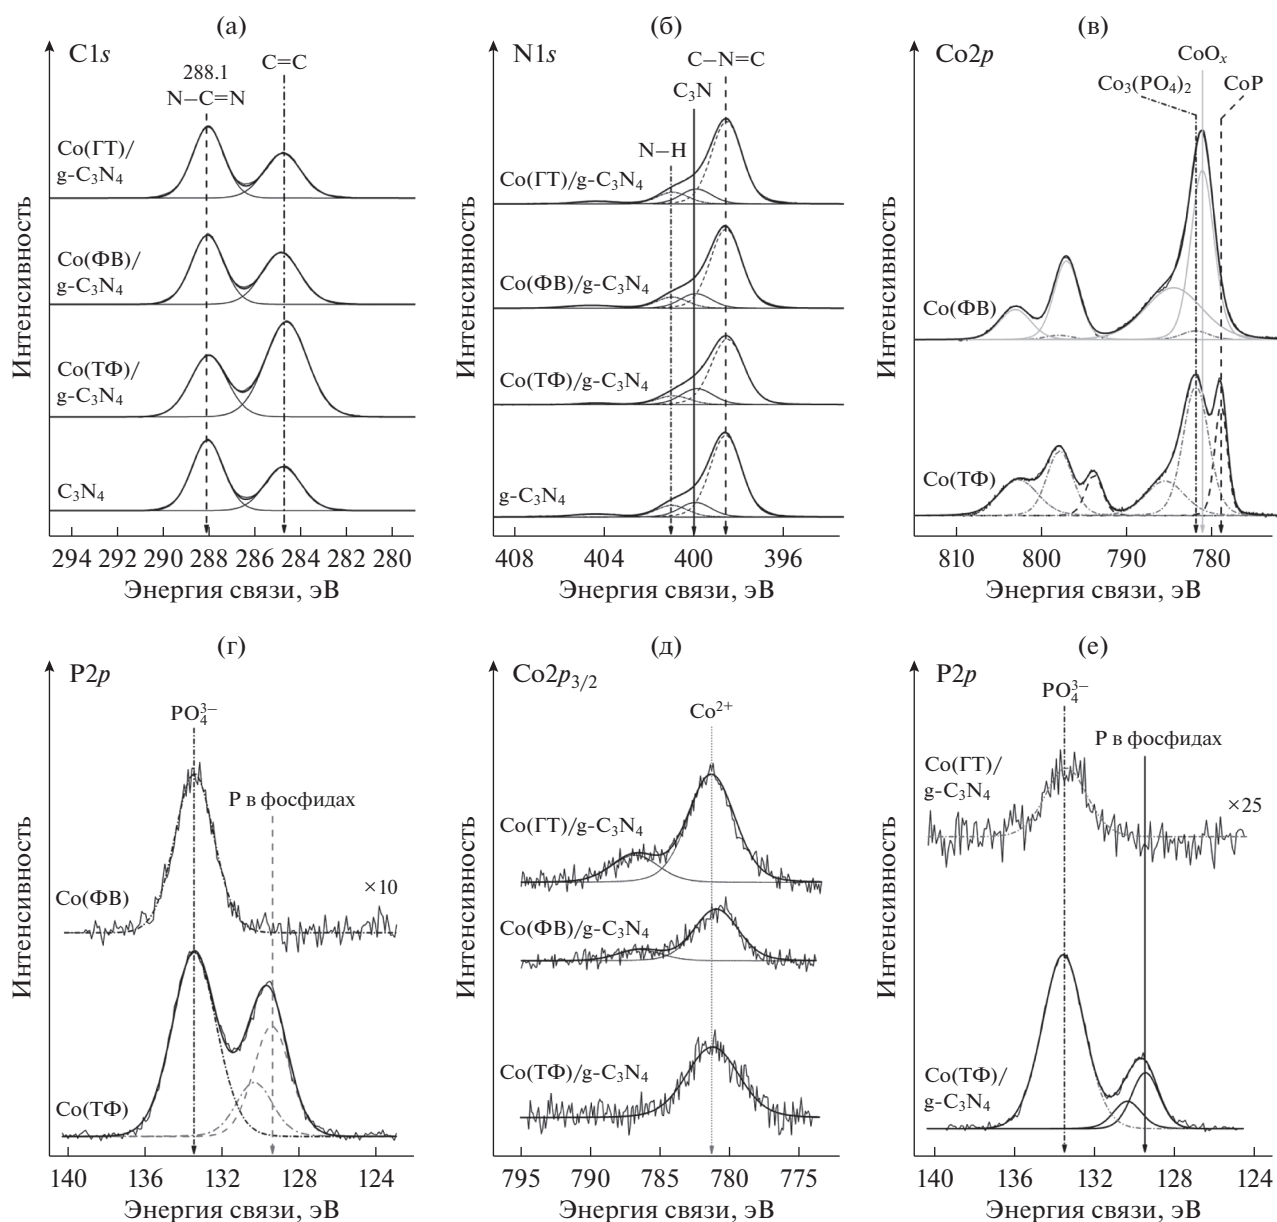 (а)
C1s
C=C
288.1
N–C=N
Co(ГТ)/
g-C₃N₄
Co(ФВ)/
g-C₃N₄
Co(ТФ)/
g-C₃N₄
C₃N₄
Интенсивность
294 292 290 288 286 284 282 280
Энергия связи, эВ
(б)
N1s
C–N=C
C₃N
N–H
Co(ГТ)/g-C₃N₄
Co(ФВ)/g-C₃N₄
Co(ТФ)/g-C₃N₄
g-C₃N₄
Интенсивность
408 404 400 396
Энергия связи, эВ
(в)
Co2p
CoOₓ
Co₃(PO₄)₂ CoP
Co(ФВ)
Co(ТФ)
Интенсивность
810 800 790 780
Энергия связи, эВ
(г)
P2p
PO₄³⁻
P в фосфидах
×10
Co(ФВ)
Co(ТФ)
Интенсивность
140 136 132 128 124
Энергия связи, эВ
(д)
Co2p₃/₂
Co²⁺
Co(ГТ)/g-C₃N₄
Co(ФВ)/g-C₃N₄
Co(ТФ)/g-C₃N₄
Интенсивность
795 790 785 780 775
Энергия связи, эВ
(е)
P2p
PO₄³⁻
P в фосфидах
Co(ГТ)/
g-C₃N₄
×25
Co(ТФ)/
g-C₃N₄
Интенсивность
140 136 132 128 124
Энергия связи, эВ